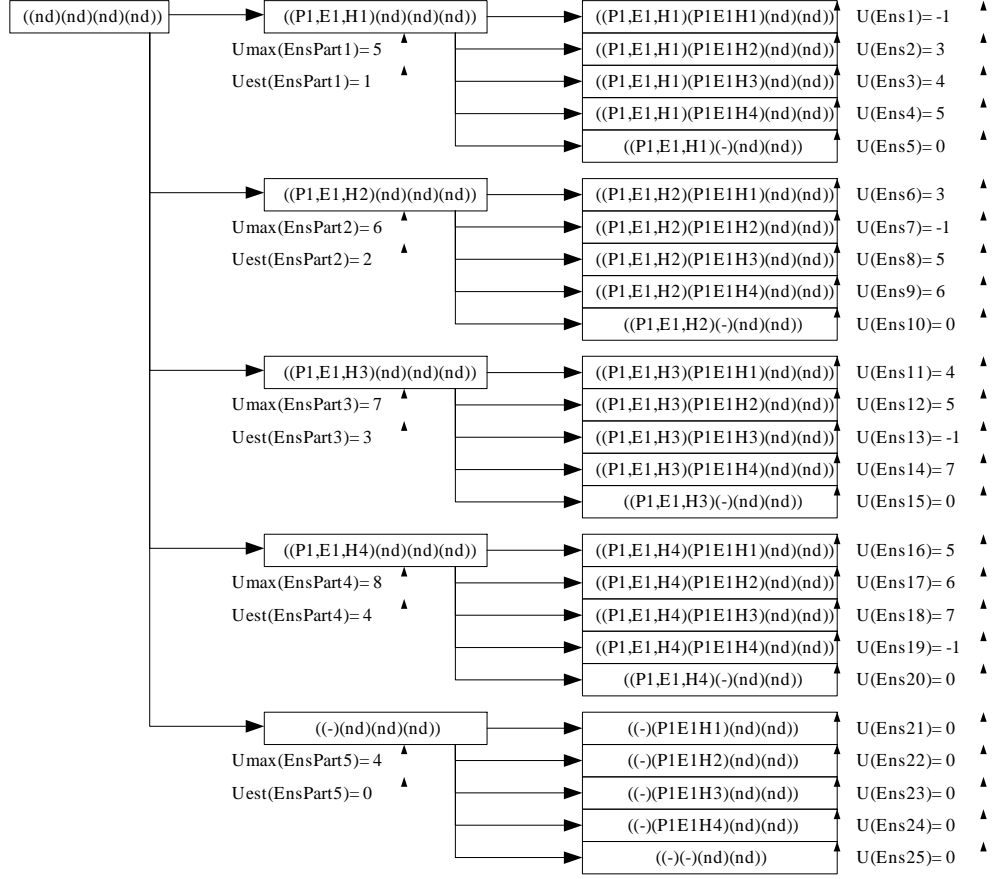 ((nd)(nd)(nd)(nd)) ((P1,E1,H1)(nd)(nd)(nd)) ((P1,E1,H1)(P1E1H1)(nd)(nd)) U(Ens1)= -1
Umax(EnsPart1)= 5 ((P1,E1,H1)(P1E1H2)(nd)(nd)) U(Ens2)= 3
Uest(EnsPart1)= 1 ((P1,E1,H1)(P1E1H3)(nd)(nd)) U(Ens3)= 4
((P1,E1,H1)(P1E1H4)(nd)(nd)) U(Ens4)= 5
((P1,E1,H1)(-)(nd)(nd)) U(Ens5)= 0
((P1,E1,H2)(nd)(nd)(nd)) ((P1,E1,H2)(P1E1H1)(nd)(nd)) U(Ens6)= 3
Umax(EnsPart2)= 6 ((P1,E1,H2)(P1E1H2)(nd)(nd)) U(Ens7)= -1
Uest(EnsPart2)= 2 ((P1,E1,H2)(P1E1H3)(nd)(nd)) U(Ens8)= 5
((P1,E1,H2)(P1E1H4)(nd)(nd)) U(Ens9)= 6
((P1,E1,H2)(-)(nd)(nd)) U(Ens10)= 0
((P1,E1,H3)(nd)(nd)(nd)) ((P1,E1,H3)(P1E1H1)(nd)(nd)) U(Ens11)= 4
Umax(EnsPart3)= 7 ((P1,E1,H3)(P1E1H2)(nd)(nd)) U(Ens12)= 5
Uest(EnsPart3)= 3 ((P1,E1,H3)(P1E1H3)(nd)(nd)) U(Ens13)= -1
((P1,E1,H3)(P1E1H4)(nd)(nd)) U(Ens14)= 7
((P1,E1,H3)(-)(nd)(nd)) U(Ens15)= 0
((P1,E1,H4)(nd)(nd)(nd)) ((P1,E1,H4)(P1E1H1)(nd)(nd)) U(Ens16)= 5
Umax(EnsPart4)= 8 ((P1,E1,H4)(P1E1H2)(nd)(nd)) U(Ens17)= 6
Uest(EnsPart4)= 4 ((P1,E1,H4)(P1E1H3)(nd)(nd)) U(Ens18)= 7
((P1,E1,H4)(P1E1H4)(nd)(nd)) U(Ens19)= -1
((P1,E1,H4)(-)(nd)(nd)) U(Ens20)= 0
((-)(nd)(nd)(nd)) ((-)(P1E1H1)(nd)(nd)) U(Ens21)= 0
Umax(EnsPart5)= 4 ((-)(P1E1H2)(nd)(nd)) U(Ens22)= 0
Uest(EnsPart5)= 0 ((-)(P1E1H3)(nd)(nd)) U(Ens23)= 0
((-)(P1E1H4)(nd)(nd)) U(Ens24)= 0
((-)(-)(nd)(nd)) U(Ens25)= 0